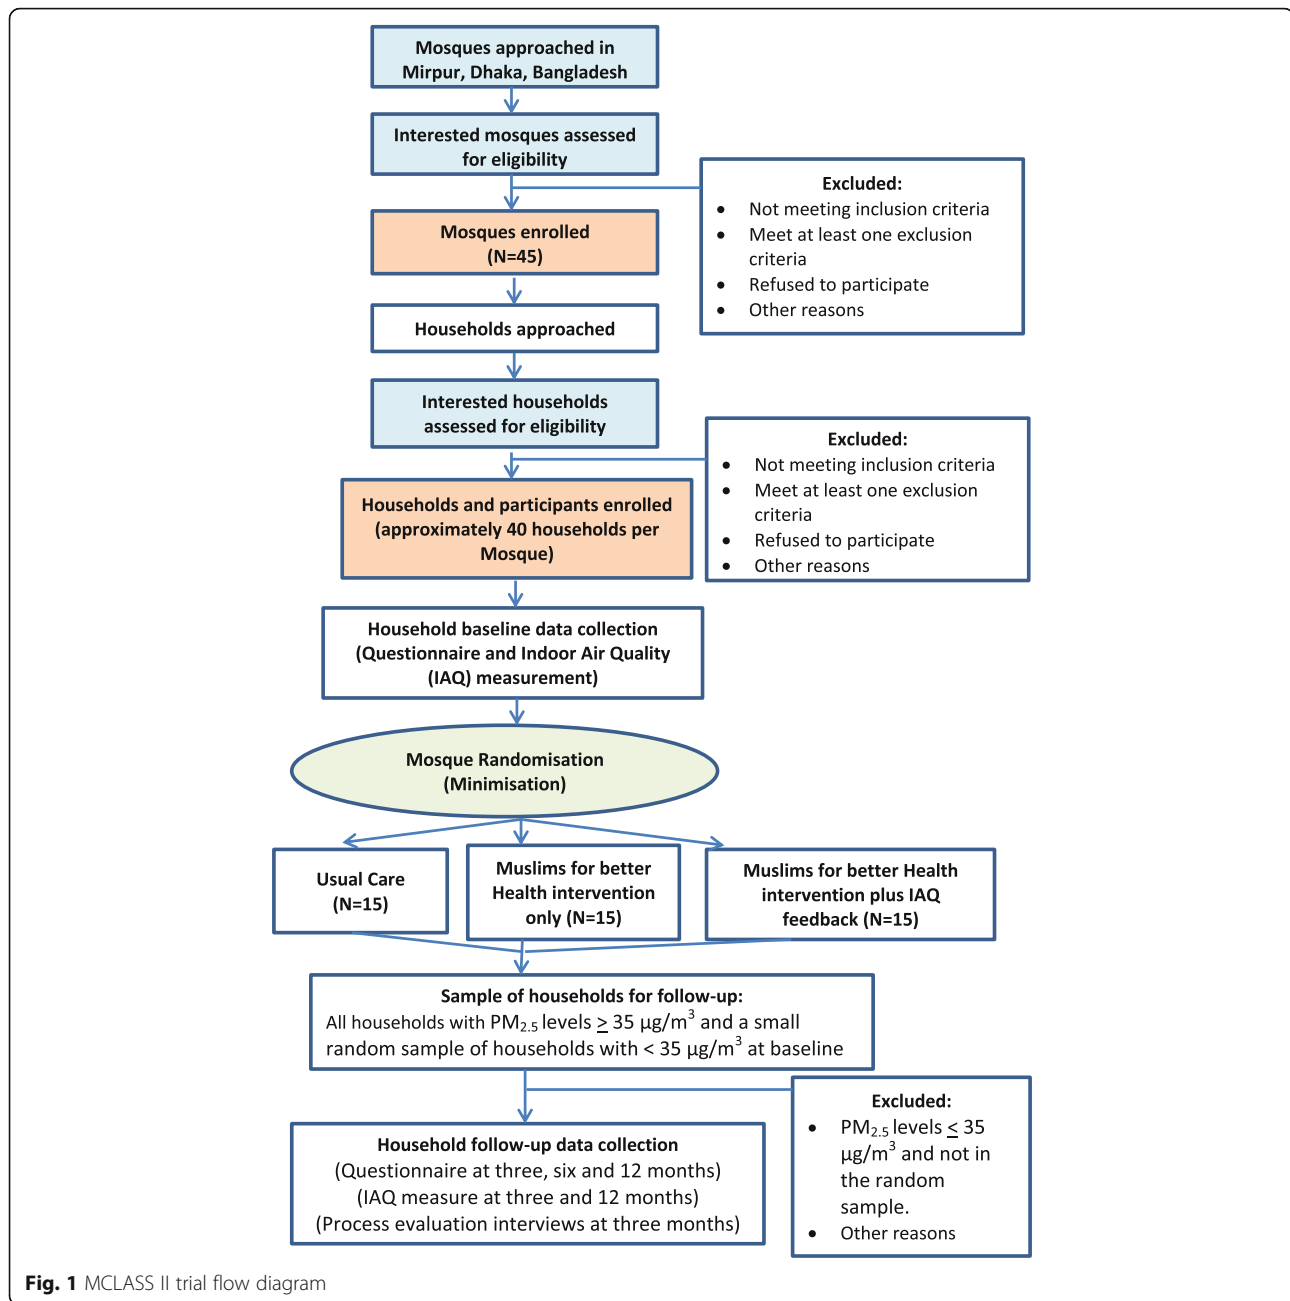 Mosques approached in
Mirpur, Dhaka, Bangladesh
Interested mosques assessed
for eligibility
Excluded:
• Not meeting inclusion criteria
• Meet at least one exclusion
criteria
• Refused to participate
• Other reasons
Mosques enrolled
(N=45)
Households approached
Interested households
assessed for eligibility
Excluded:
• Not meeting inclusion criteria
• Meet at least one exclusion
criteria
• Refused to participate
• Other reasons
Households and participants enrolled
(approximately 40 households per
Mosque)
Household baseline data collection
(Questionnaire and Indoor Air Quality
(IAQ) measurement)
Mosque Randomisation
(Minimisation)
Usual Care
(N=15)
Muslims for better
Health intervention
only (N=15)
Muslims for better Health
intervention plus IAQ
feedback (N=15)
Sample of households for follow-up:
All households with PM₂.₅ levels ≥ 35 µg/m³ and a small
random sample of households with < 35 µg/m³ at baseline
Excluded:
• PM₂.₅ levels ≤ 35
µg/m³ and not in
the random
sample.
• Other reasons
Household follow-up data collection
(Questionnaire at three, six and 12 months)
(IAQ measure at three and 12 months)
(Process evaluation interviews at three months)
Fig. 1 MCLASS II trial flow diagram